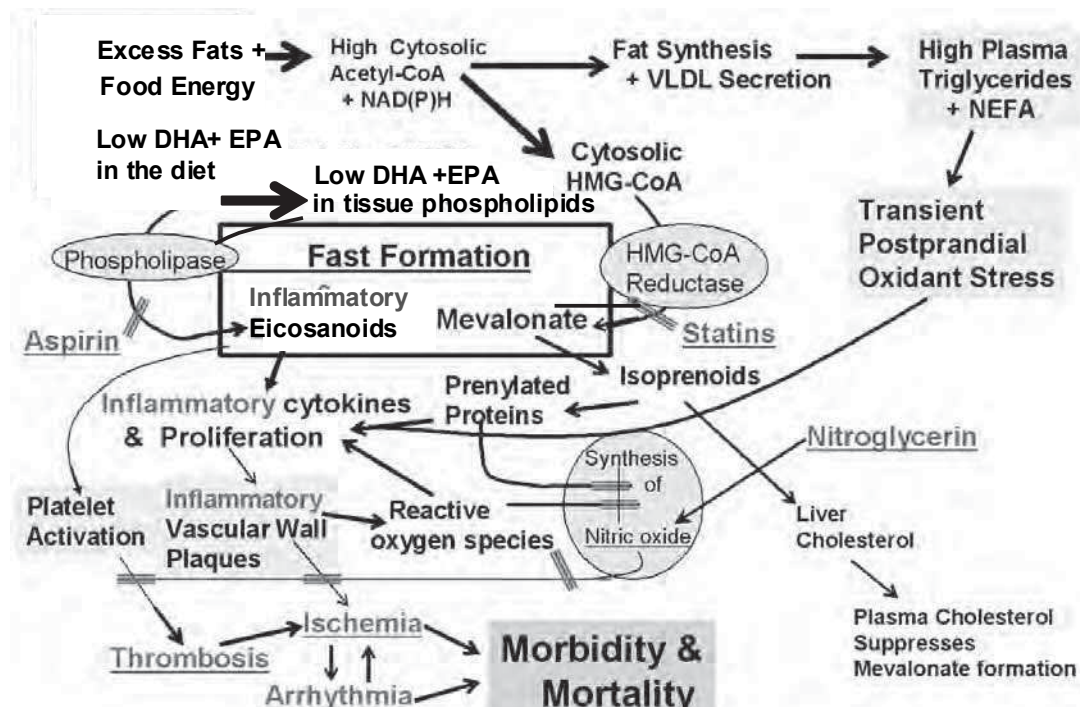 Excess Fats +
Food Energy
High Cytosolic
Acetyl-CoA
+ NAD(P)H
Fat Synthesis
+ VLDL Secretion
High Plasma
Triglycerides
+ NEFA
Low DHA+ EPA
in the diet
Low DHA +EPA
in tissue phospholipids
Cytosolic
HMG-CoA
Transient
Postprandial
Oxidant Stress
Phospholipase
Fast Formation
HMG-CoA
Reductase
Inflammatory
Eicosanoids
Mevalonate
Aspirin
Statins
Isoprenoids
Prenylated
Proteins
Inflammatory cytokines
& Proliferation
Nitroglycerin
Synthesis
of
Nitric oxide
Platelet
Activation
Inflammatory
Vascular Wall
Plaques
Reactive
oxygen species
Liver
Cholesterol
Ischemia
Thrombosis
Arrhythmia
Morbidity &
Mortality
Plasma Cholesterol
Suppresses
Mevalonate formation